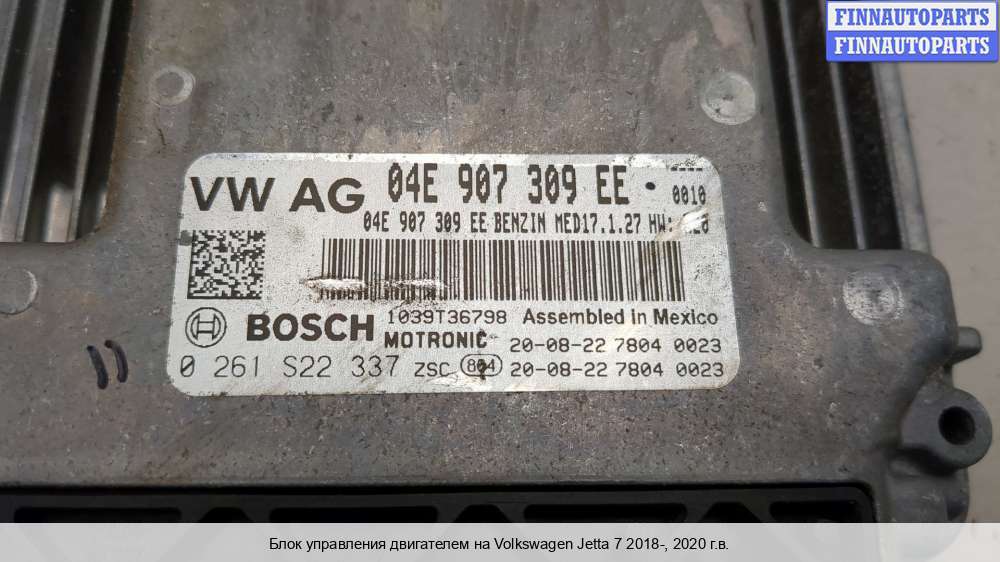 FINNAUTOPARTS
FINNAUTOPARTS
VW AG 04E 907 309 EE 0010
04E 907 309 EE BENZIN MED17.1.27 HW:
BOSCH 1039T36798 Assembled in Mexico
MOTRONIC 20-08-22 7804 0023
0 261 S22 337 ZSC 804 20-08-22 7804 0023
Блок управления двигателем на Volkswagen Jetta 7 2018-, 2020 г.в.